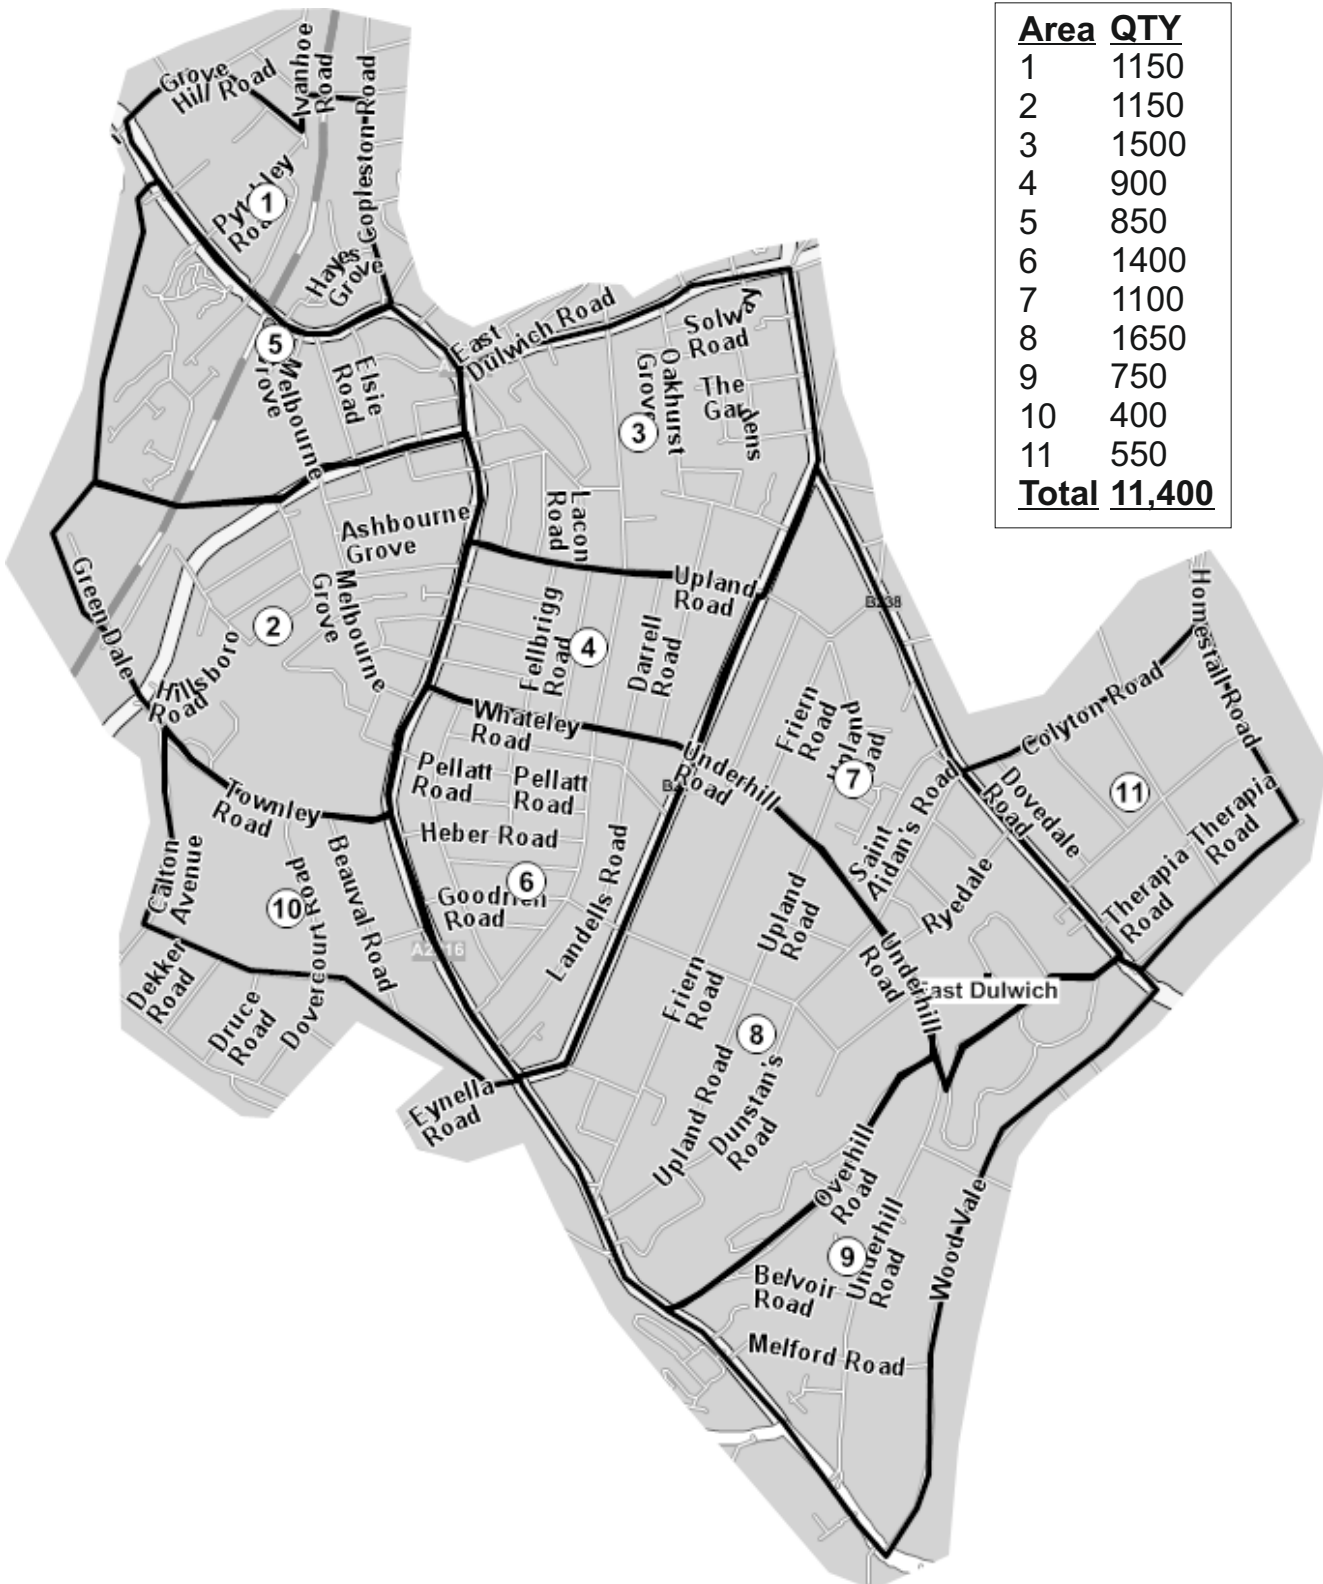 Area QTY
1 1150
2 1150
3 1500
4 900
5 850
6 1400
7 1100
8 1650
9 750
10 400
11 550
Total 11,400
Grove
Hill Road
Ivanhoe
Road
Copleston Road
1
Road
Hayes
Grove
5
Melbourne
Elsie
Road
East
Dulwich Road
Solway
Road
Oakhurst
Grove
The
Gardens
3
Ashbourne
Grove
Lacon
Road
Upland
Road
Green Dale
2
Melbourne
Grove
Hillsboro
Road
Fellbrigg
Road
4
Darrell
Road
Whateley
Road
Underhill
Road
Friern
Road
Upland
Road
7
Homestall Road
Colyton Road
Dovedale
Road
11
Therapia
Road
Therapia
Road
Pellatt
Road
Pellatt
Road
Heber Road
Townley
Road
Calton
Avenue
Beauval Road
Dovercourt Road
10
6
Goodrich
Road
Landells Road
Saint
Aidan's Road
Ryedale
Upland
Road
Underhill
Road
East Dulwich
Dekker
Road
Druce
Road
Friern
Road
8
Eynella
Road
Upland Road
Dunstan's
Road
Overhill
Road
Underhill
Road
9
Wood Vale
Belvoir
Road
Melford Road